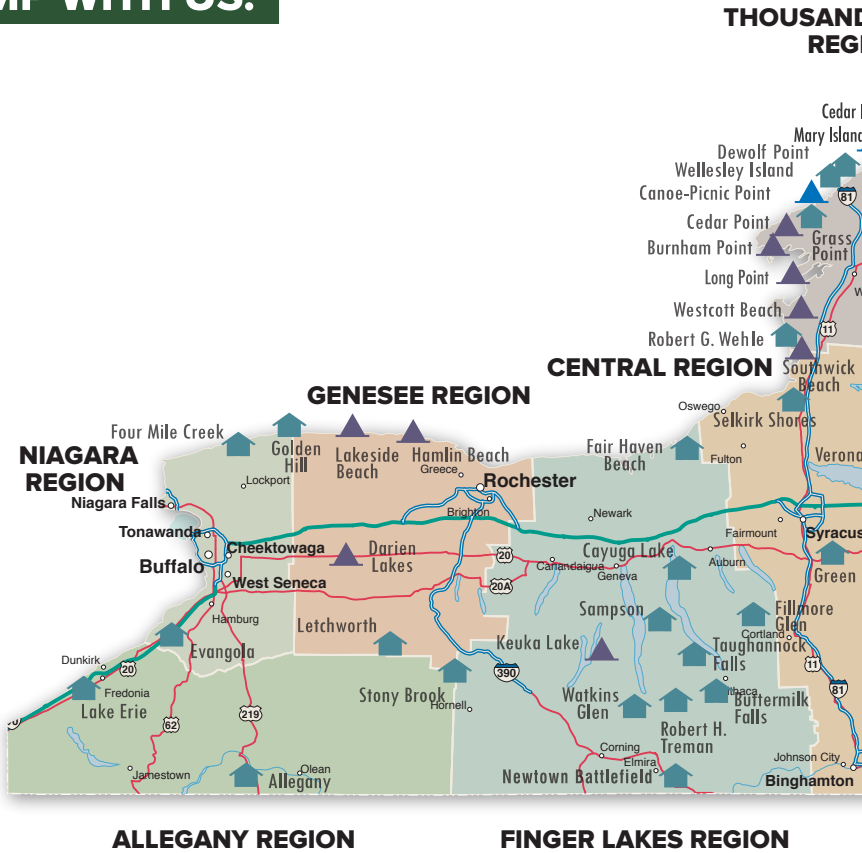 WITH US:
THOUSAND
REGI
Cedar
Mary Island
Dewolf Point
Wellesley Island
Canoe-Picnic Point
81
Cedar Point
Grass
Point
Burnham Point
Long Point
Westcott Beach
11
Robert G. Wehle
CENTRAL REGION
Southwick
Beach
GENESEE REGION
Oswego
Selkirk Shores
Four Mile Creek
Golden
Hill
Lakeside
Beach
Hamlin Beach
Greece
Fair Haven
Beach
Fulton
Verona
NIAGARA
REGION
Lockport
Rochester
Niagara Falls
Brighton
Newark
Tonawanda
Fairmount
Syracus
Buffalo
Cheektowaga
Darien
Lakes
20
Canandaigua
Geneva
Cayuga Lake
Auburn
Green
West Seneca
20A
Hamburg
Letchworth
Sampson
Fillmore
Glen
Cortland
Evangola
Keuka Lake
Taughannock
Falls
Dunkirk
20
390
11
Fredonia
Lake Erie
Stony Brook
Hornell
Watkins
Glen
Ithaca
Buttermilk
Falls
81
62
219
Robert H.
Treman
Corning
Elmira
Johnson City
Jamestown
Olean
Allegany
Newtown Battlefield
Binghamton
ALLEGANY REGION
FINGER LAKES REGION